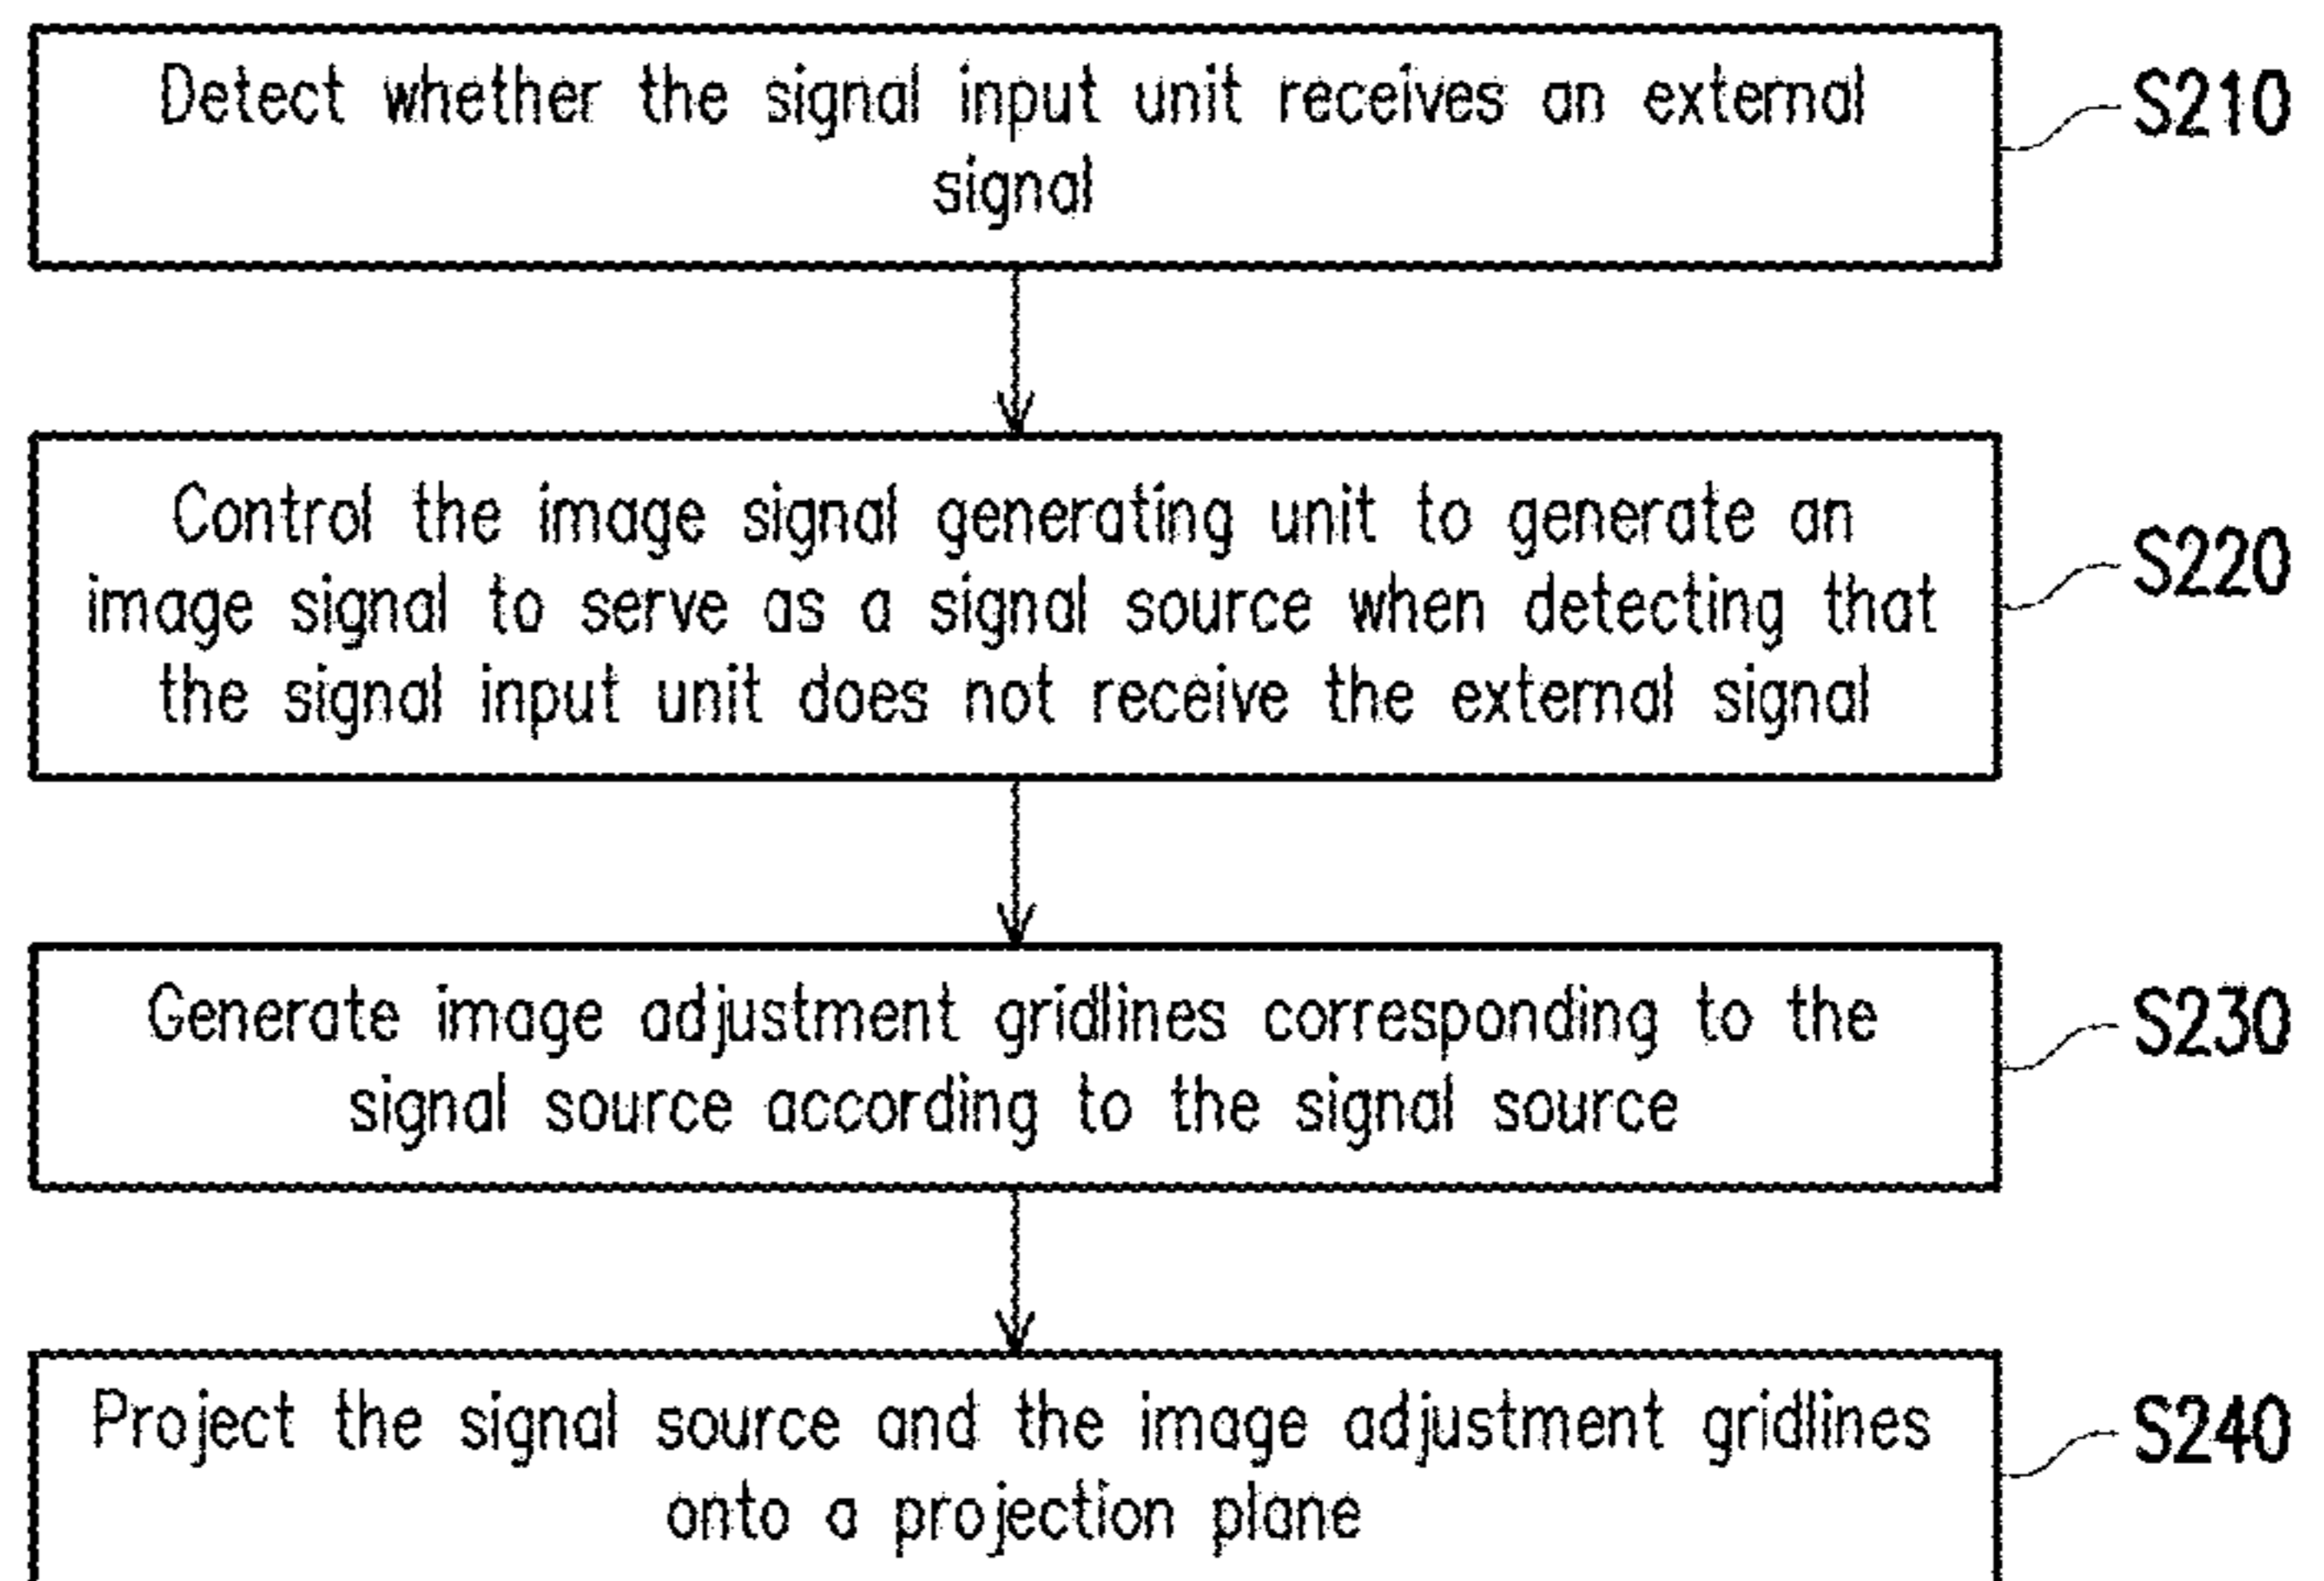 Detect whether the signal input unit receives an external
signal
S210
Control the image signal generating unit to generate an
image signal to serve as a signal source when detecting that
the signal input unit does not receive the external signal
S220
Generate image adjustment gridlines corresponding to the
signal source according to the signal source
S230
Project the signal source and the image adjustment gridlines
onto a projection plane
S240